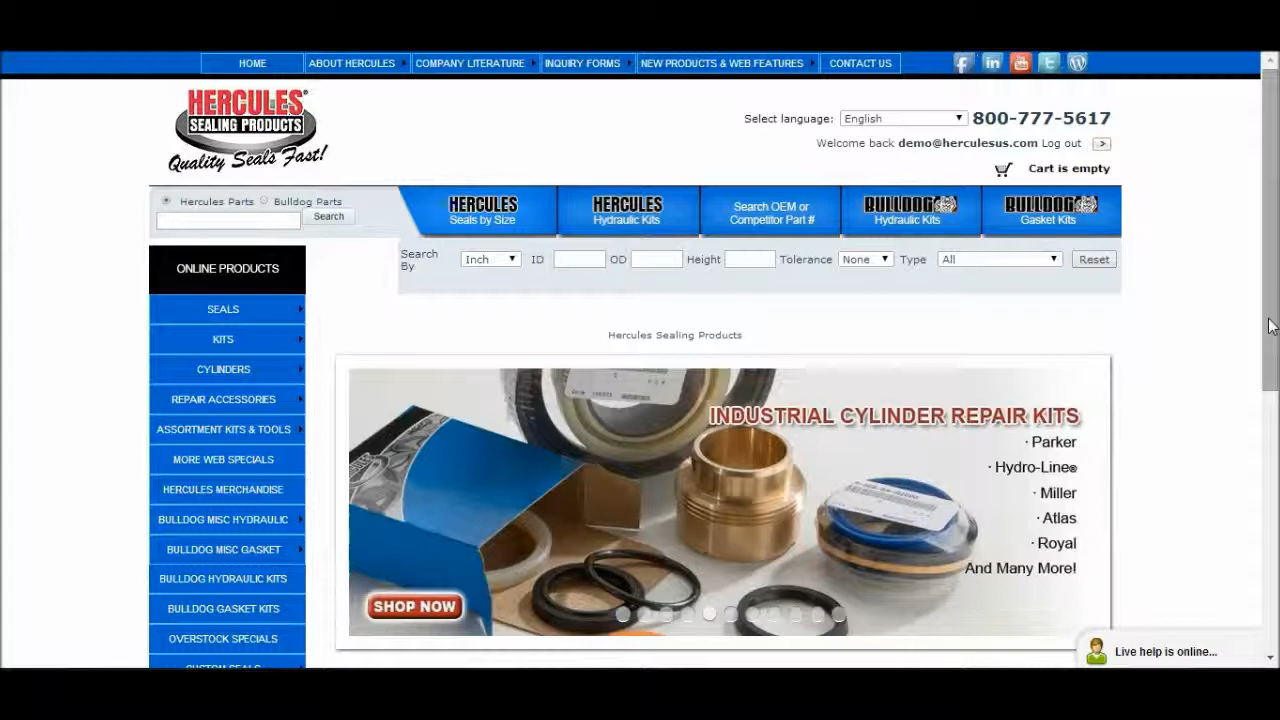 HOME ABOUT HERCULES COMPANY LITERATURE INQUIRY FORMS NEW PRODUCTS & WEB FEATURES CONTACT US
HERCULES®
SEALING PRODUCTS
Quality Seals Fast!
Select language: English 800-777-5617
Welcome back demo@herculesus.com Log out >
Cart is empty
Hercules Parts Bulldog Parts
Search
HERCULES
Seals by Size
HERCULES
Hydraulic Kits
Search OEM or
Competitor Part #
BULLDOG
Hydraulic Kits
BULLDOG
Gasket Kits
Search
By
Inch ID OD Height Tolerance None Type All Reset
ONLINE PRODUCTS
SEALS
KITS
CYLINDERS
REPAIR ACCESSORIES
ASSORTMENT KITS & TOOLS
MORE WEB SPECIALS
HERCULES MERCHANDISE
BULLDOG MISC HYDRAULIC
BULLDOG MISC GASKET
BULLDOG HYDRAULIC KITS
BULLDOG GASKET KITS
OVERSTOCK SPECIALS
CUSTOM SEALS
Hercules Sealing Products
INDUSTRIAL CYLINDER REPAIR KITS
· Parker
· Hydro-Line®
· Miller
· Atlas
· Royal
And Many More!
SHOP NOW
Live help is online...